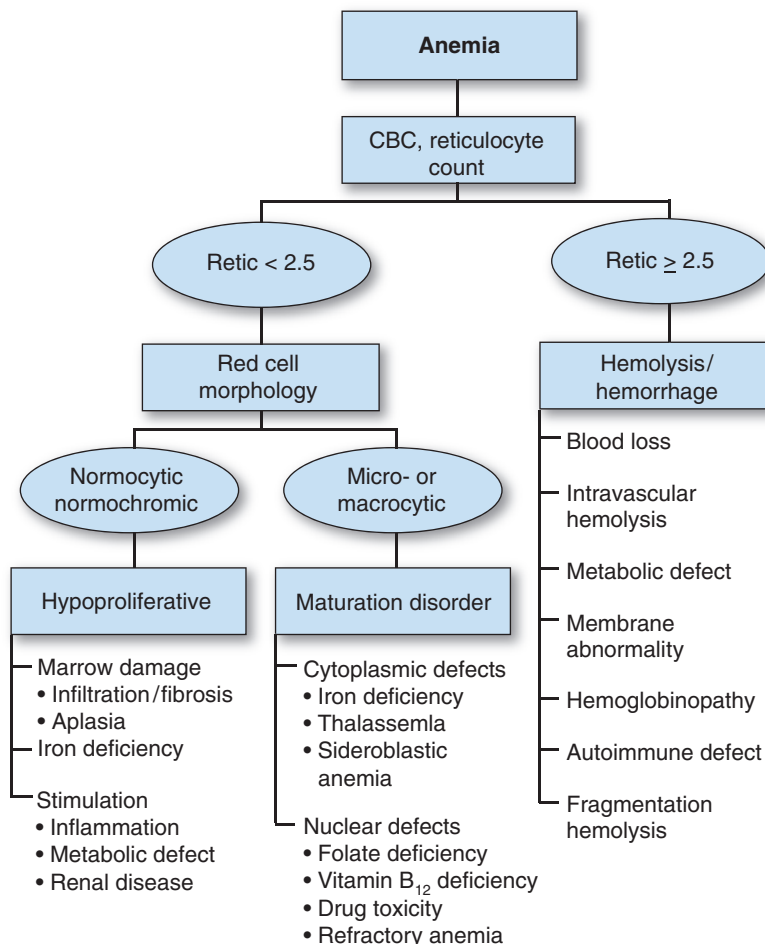 Anemia
CBC, reticulocyte
count
Retic < 2.5
Retic ≥ 2.5
Red cell
morphology
Hemolysis/
hemorrhage
Normocytic
normochromic
Micro- or
macrocytic
Hypoproliferative
Maturation disorder
Marrow damage
• Infiltration/fibrosis
• Aplasia
Iron deficiency
Stimulation
• Inflammation
• Metabolic defect
• Renal disease
Cytoplasmic defects
• Iron deficiency
• Thalassemla
• Sideroblastic
anemia
Nuclear defects
• Folate deficiency
• Vitamin B12 deficiency
• Drug toxicity
• Refractory anemia
Blood loss
Intravascular
hemolysis
Metabolic defect
Membrane
abnormality
Hemoglobinopathy
Autoimmune defect
Fragmentation
hemolysis